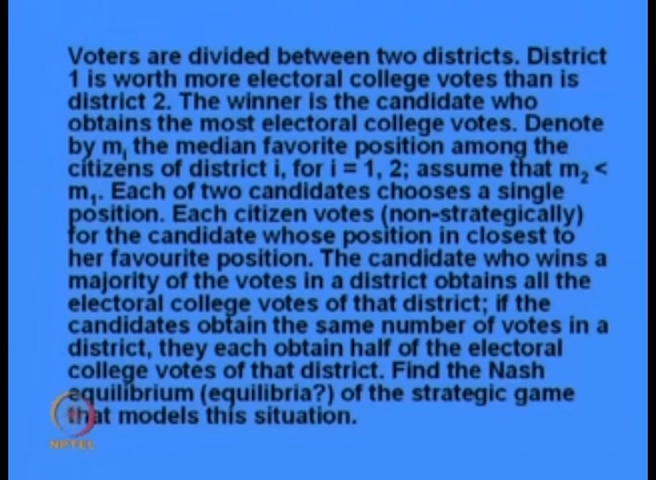 Voters are divided between two districts. District
1 is worth more electoral college votes than is
district 2. The winner is the candidate who
obtains the most electoral college votes. Denote
by mᵢ the median favorite position among the
citizens of district i, for i = 1, 2; assume that m₂ <
m₁. Each of two candidates chooses a single
position. Each citizen votes (non-strategically)
for the candidate whose position in closest to
her favourite position. The candidate who wins a
majority of the votes in a district obtains all the
electoral college votes of that district; if the
candidates obtain the same number of votes in a
district, they each obtain half of the electoral
college votes of that district. Find the Nash
equilibrium (equilibria?) of the strategic game
that models this situation.
NPTEL